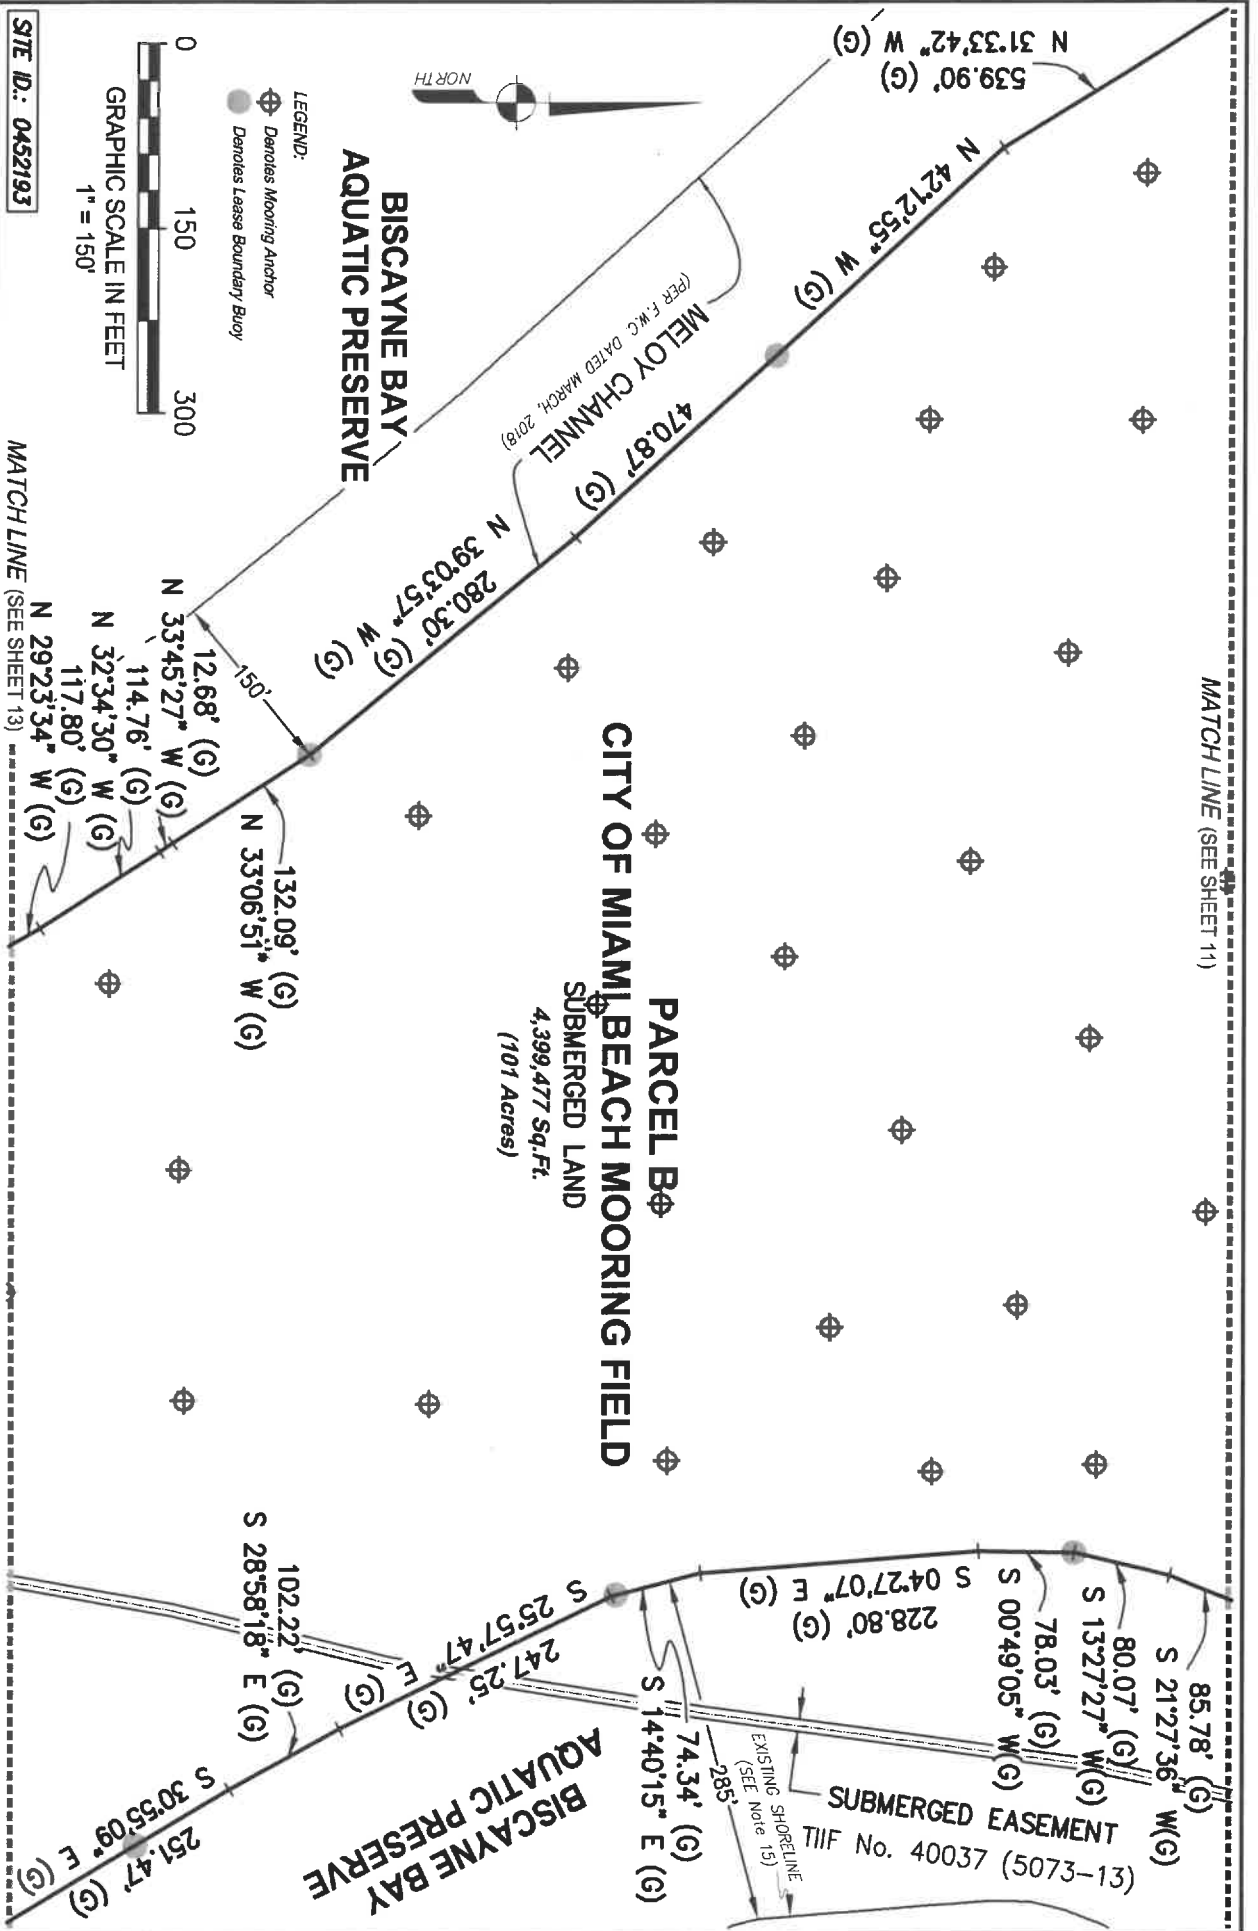 MATCH LINE (SEE SHEET 11)
539.90' (G)
N 31°33'42" W (G)
N 42°12'55" W (G)
470.87' (G)
MELOY CHANNEL
(PER F.W.C. DATED MARCH, 2018)
280.30' (G)
N 39°03'57" W (G)
150'
132.09' (G)
N 33°06'51" W (G)
12.68' (G)
N 33°45'27" W (G)
114.76' (G)
N 32°34'30" W (G)
117.80' (G)
N 29°23'34" W (G)
NORTH
BISCAYNE BAY
AQUATIC PRESERVE
LEGEND:
Denotes Mooring Anchor
Denotes Lease Boundary Buoy
0 150 300
GRAPHIC SCALE IN FEET
1" = 150'
SITE ID.: 0452193
PARCEL B
CITY OF MIAMI BEACH MOORING FIELD
SUBMERGED LAND
4,399,477 Sq.Ft.
(101 Acres)
85.78' (G)
S 21°27'36" W(G)
80.07' (G)
S 13°27'27" W(G)
78.03' (G)
S 00°49'05" W(G)
S 04°27'07" E (G)
228.80' (G)
74.34' (G)
S 14°40'15" E (G)
285'
EXISTING SHORELINE
(SEE Note 15)
SUBMERGED EASEMENT
TIIF No. 40037 (5073-13)
S 25°57'47" E (G)
247.25' (G)
102.22' (G)
S 28°58'18" E (G)
S 30°55'09" E (G)
251.47' (G)
BISCAYNE BAY
AQUATIC PRESERVE
MATCH LINE (SEE SHEET 13)